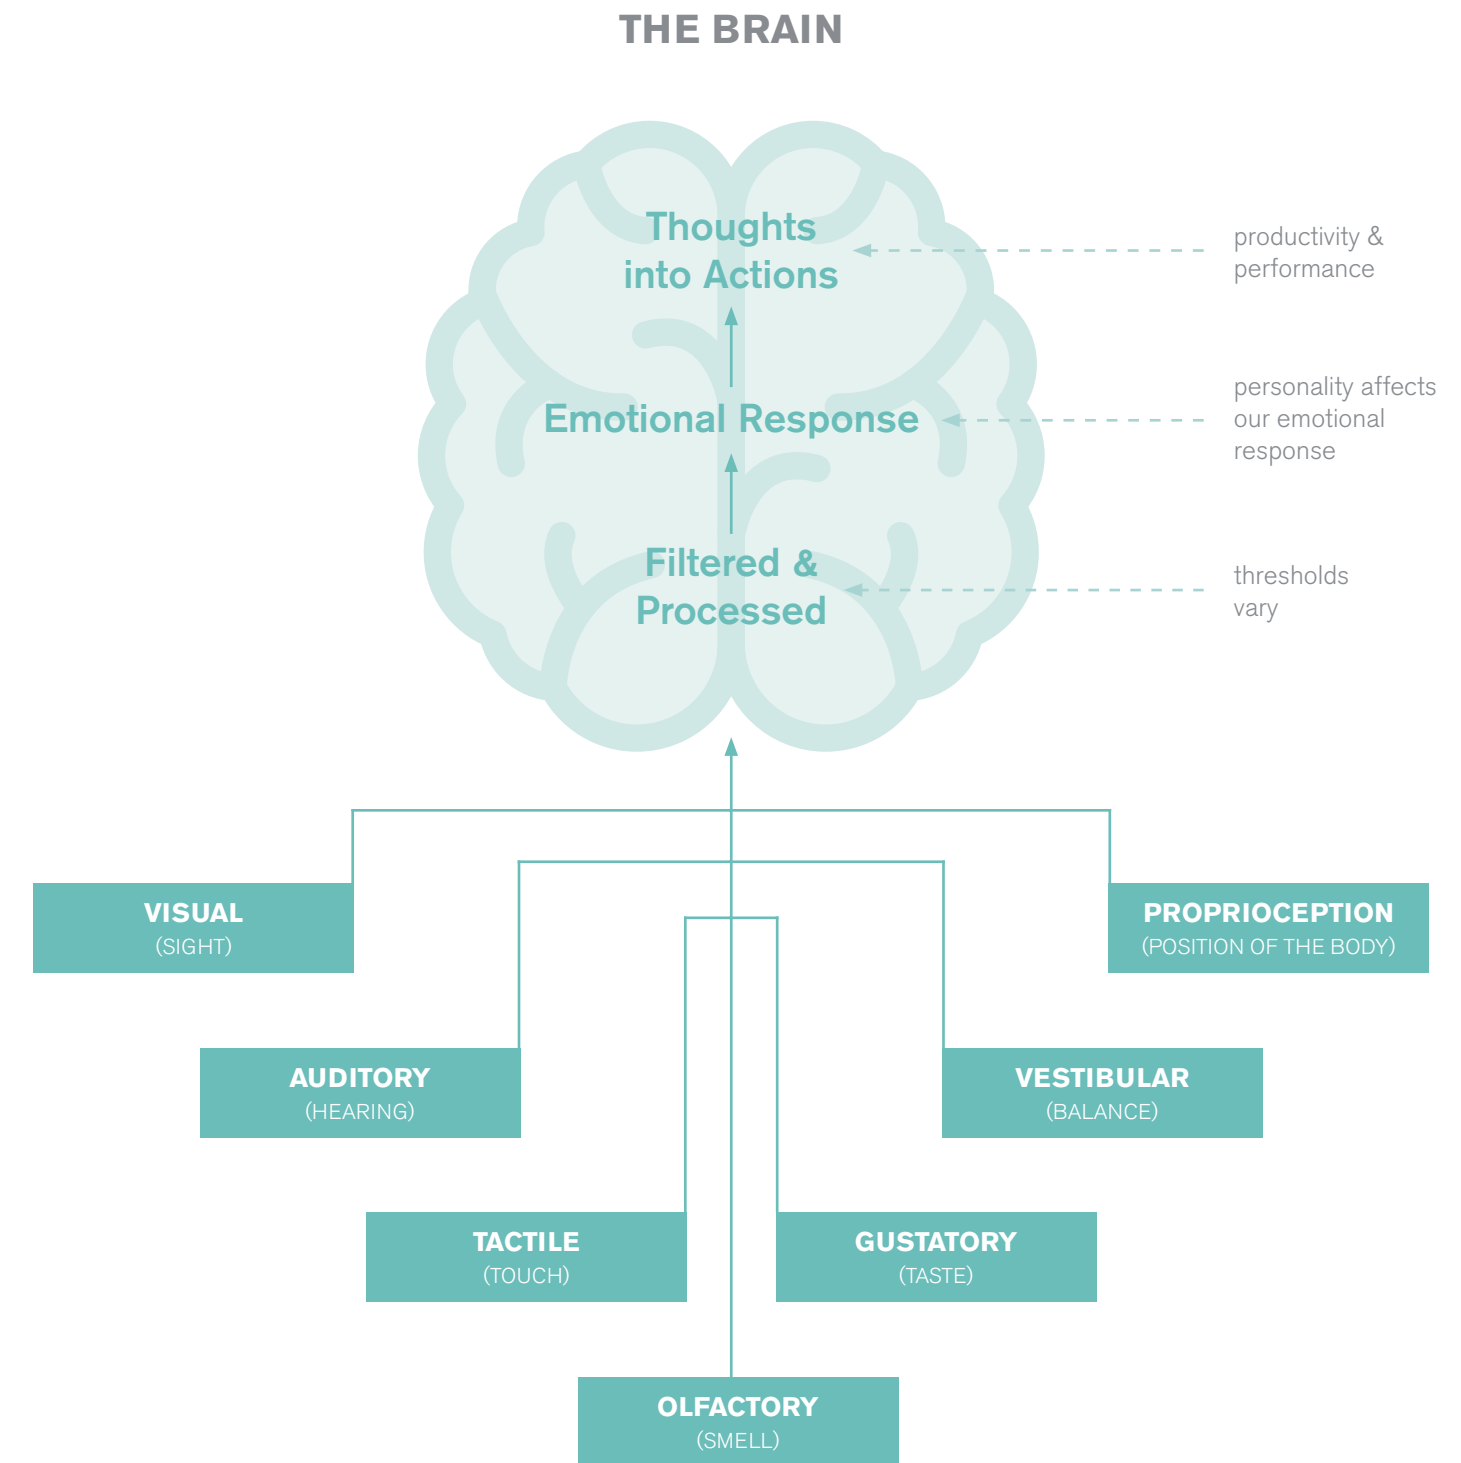 THE BRAIN
Thoughts
into Actions
productivity &
performance
Emotional Response
personality affects
our emotional
response
Filtered &
Processed
thresholds
vary
VISUAL
(SIGHT)
PROPRIOCEPTION
(POSITION OF THE BODY)
AUDITORY
(HEARING)
VESTIBULAR
(BALANCE)
TACTILE
(TOUCH)
GUSTATORY
(TASTE)
OLFACTORY
(SMELL)